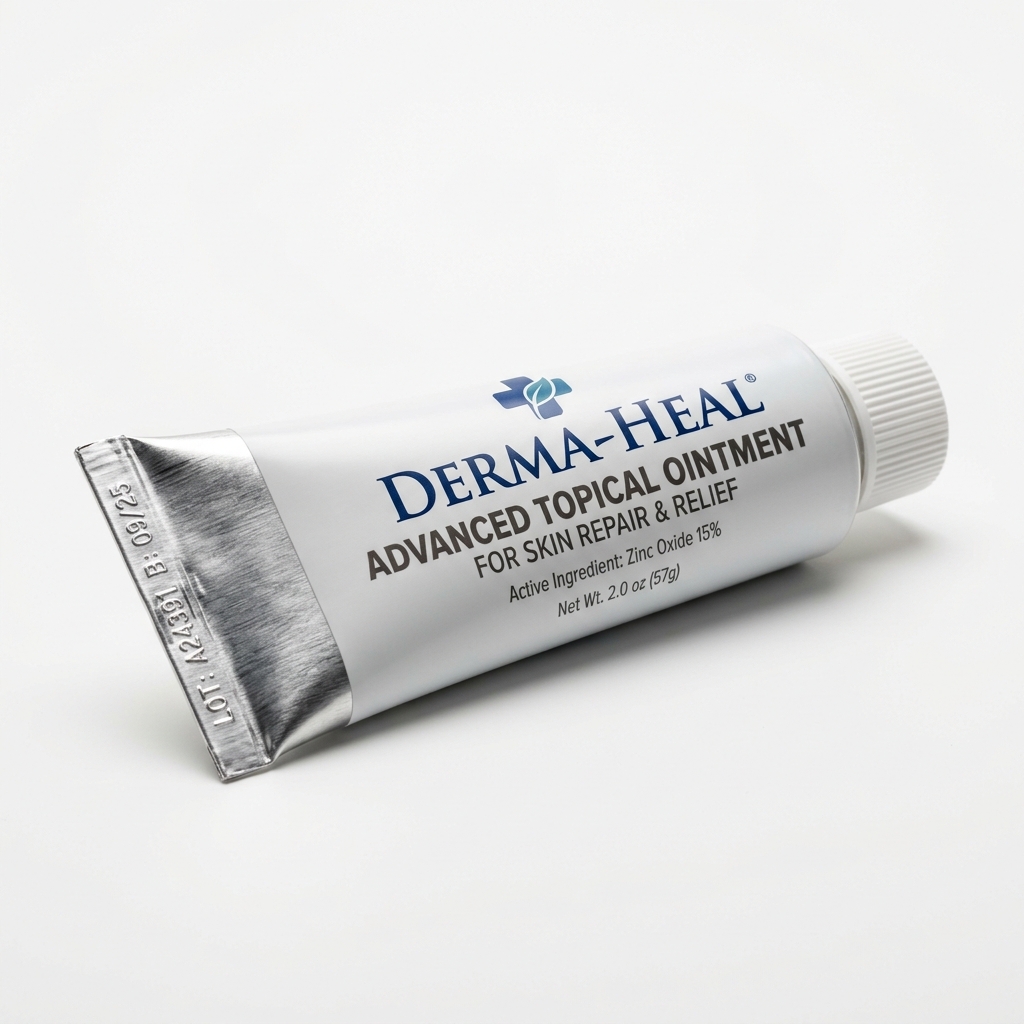 DERMA-HEAL®
ADVANCED TOPICAL OINTMENT
FOR SKIN REPAIR & RELIEF
Active Ingredient: Zinc Oxide 15%
Net Wt. 2.0 oz (57g)
LOT: A24391 E: 09/25